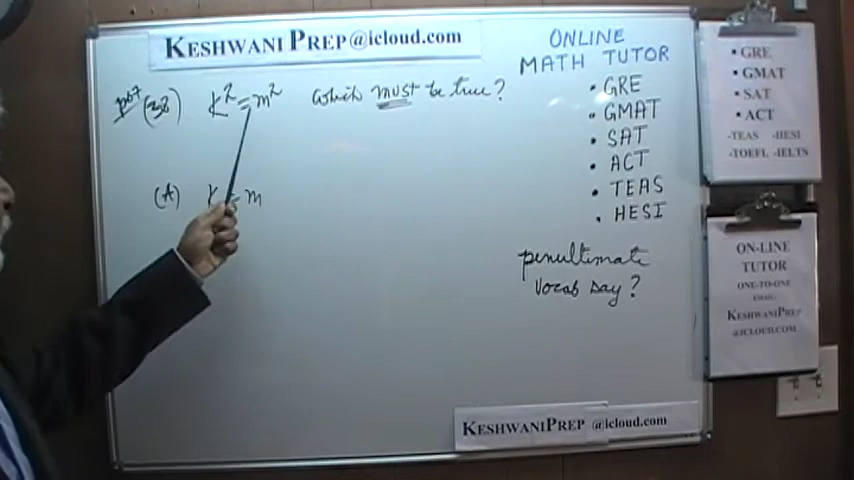 KESHWANI PREP@icloud.com
(38) K² = m² Which must be true?
(A) K = m
ONLINE
MATH TUTOR
• GRE
• GMAT
• SAT
• ACT
• TEAS
• HESI
penultimate
Vocab Day?
KESHWANIPREP @icloud.com
• GRE
• GMAT
• SAT
• ACT
-TEAS -HESI
-TOEFL -IELTS
ON-LINE
TUTOR
ONE-TO-ONE
EMAIL:
KESHWANIPREP
@ICLOUD.COM